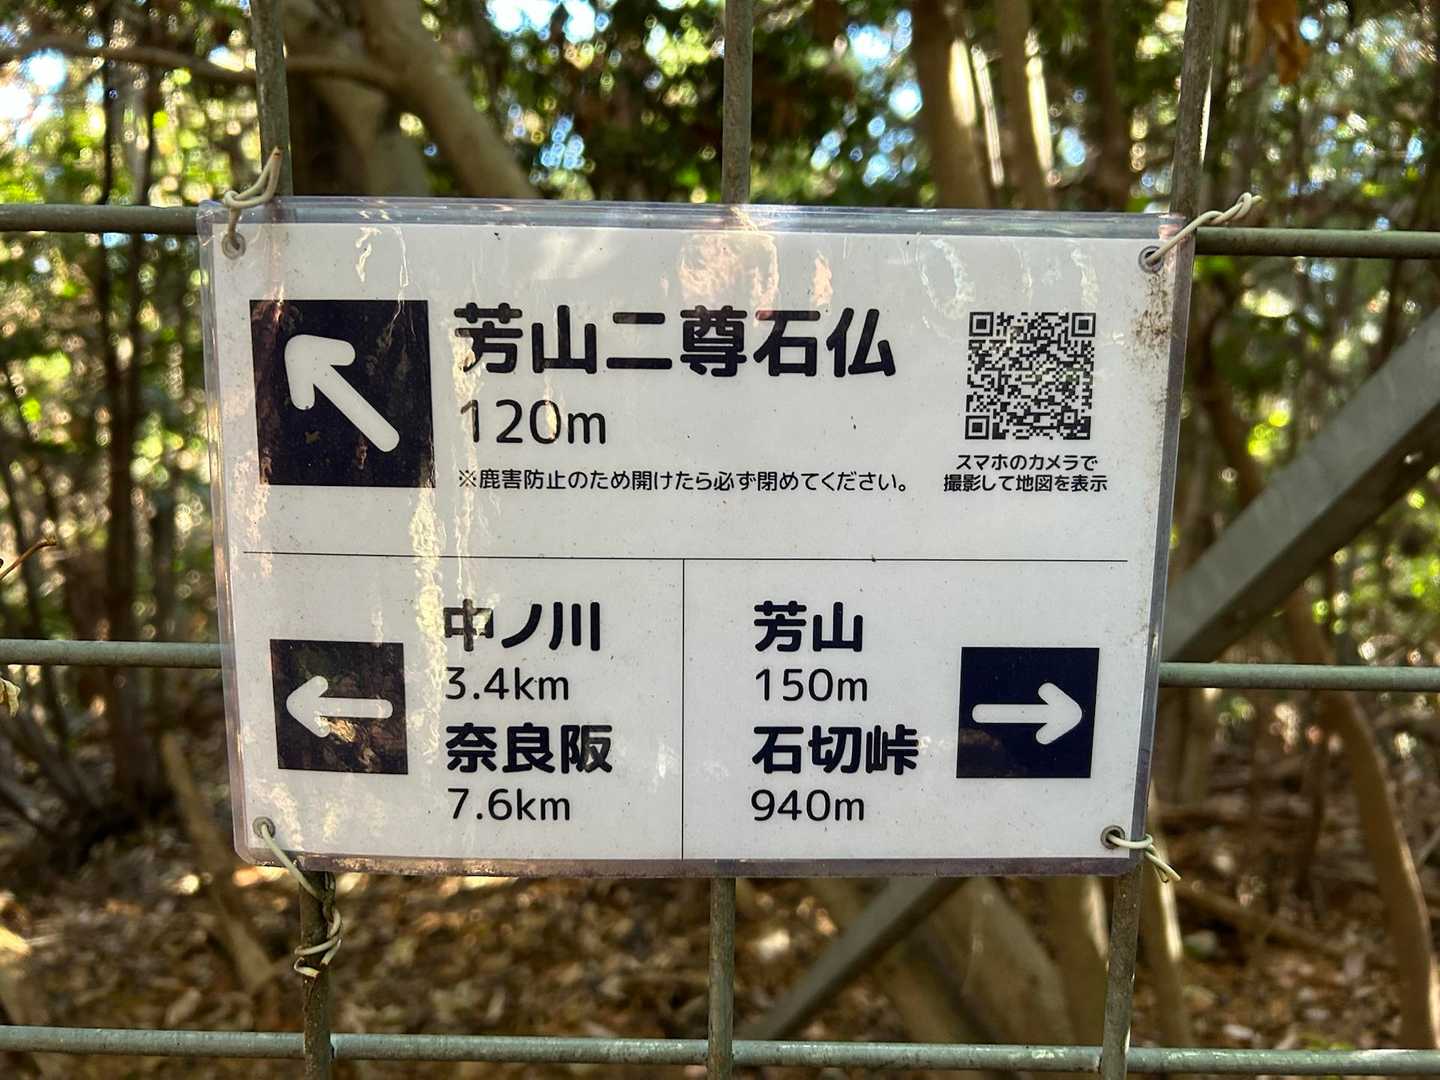 芳山二尊石仏
120m
※鹿害防止のため開けたら必ず閉めてください。
スマホのカメラで
撮影して地図を表示
中ノ川
3.4km
奈良阪
7.6km
芳山
150m
石切峠
940m